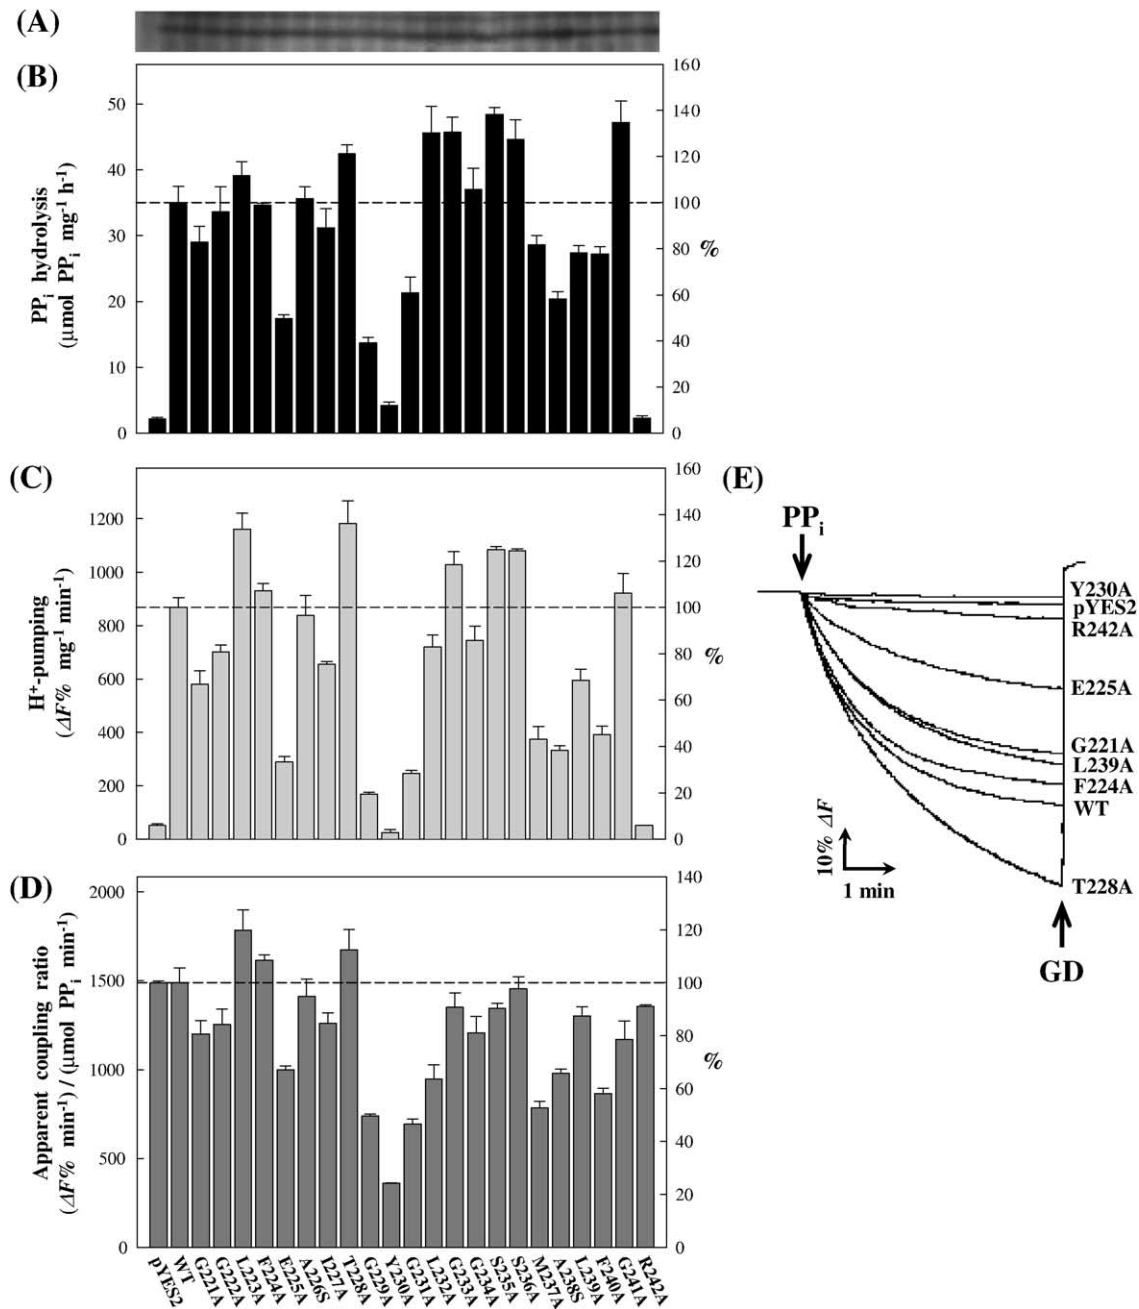 (A)
(B)
PPi hydrolysis
(μmol PPi mg-1 h-1)
50
40
30
20
10
0
160
140
120
100
80
60
40
20
0
%
(C)
H+-pumping
(ΔF% mg-1 min-1)
1200
1000
800
600
400
200
0
160
140
120
100
80
60
40
20
0
%
(E)
PPi
Y230A
pYES2
R242A
E225A
G221A
L239A
F224A
WT
T228A
10% ΔF
1 min
GD
(D)
Apparent coupling ratio
(ΔF% min-1) / (μmol PPi min-1)
2000
1500
1000
500
0
140
120
100
80
60
40
20
0
%
pYES2 WT G221A G222A L223A F224A E225A A226S I227A T228A G229A Y230A G231A L232A G233A G234A S235A S236A M237A A238S L239A F240A G241A R242A